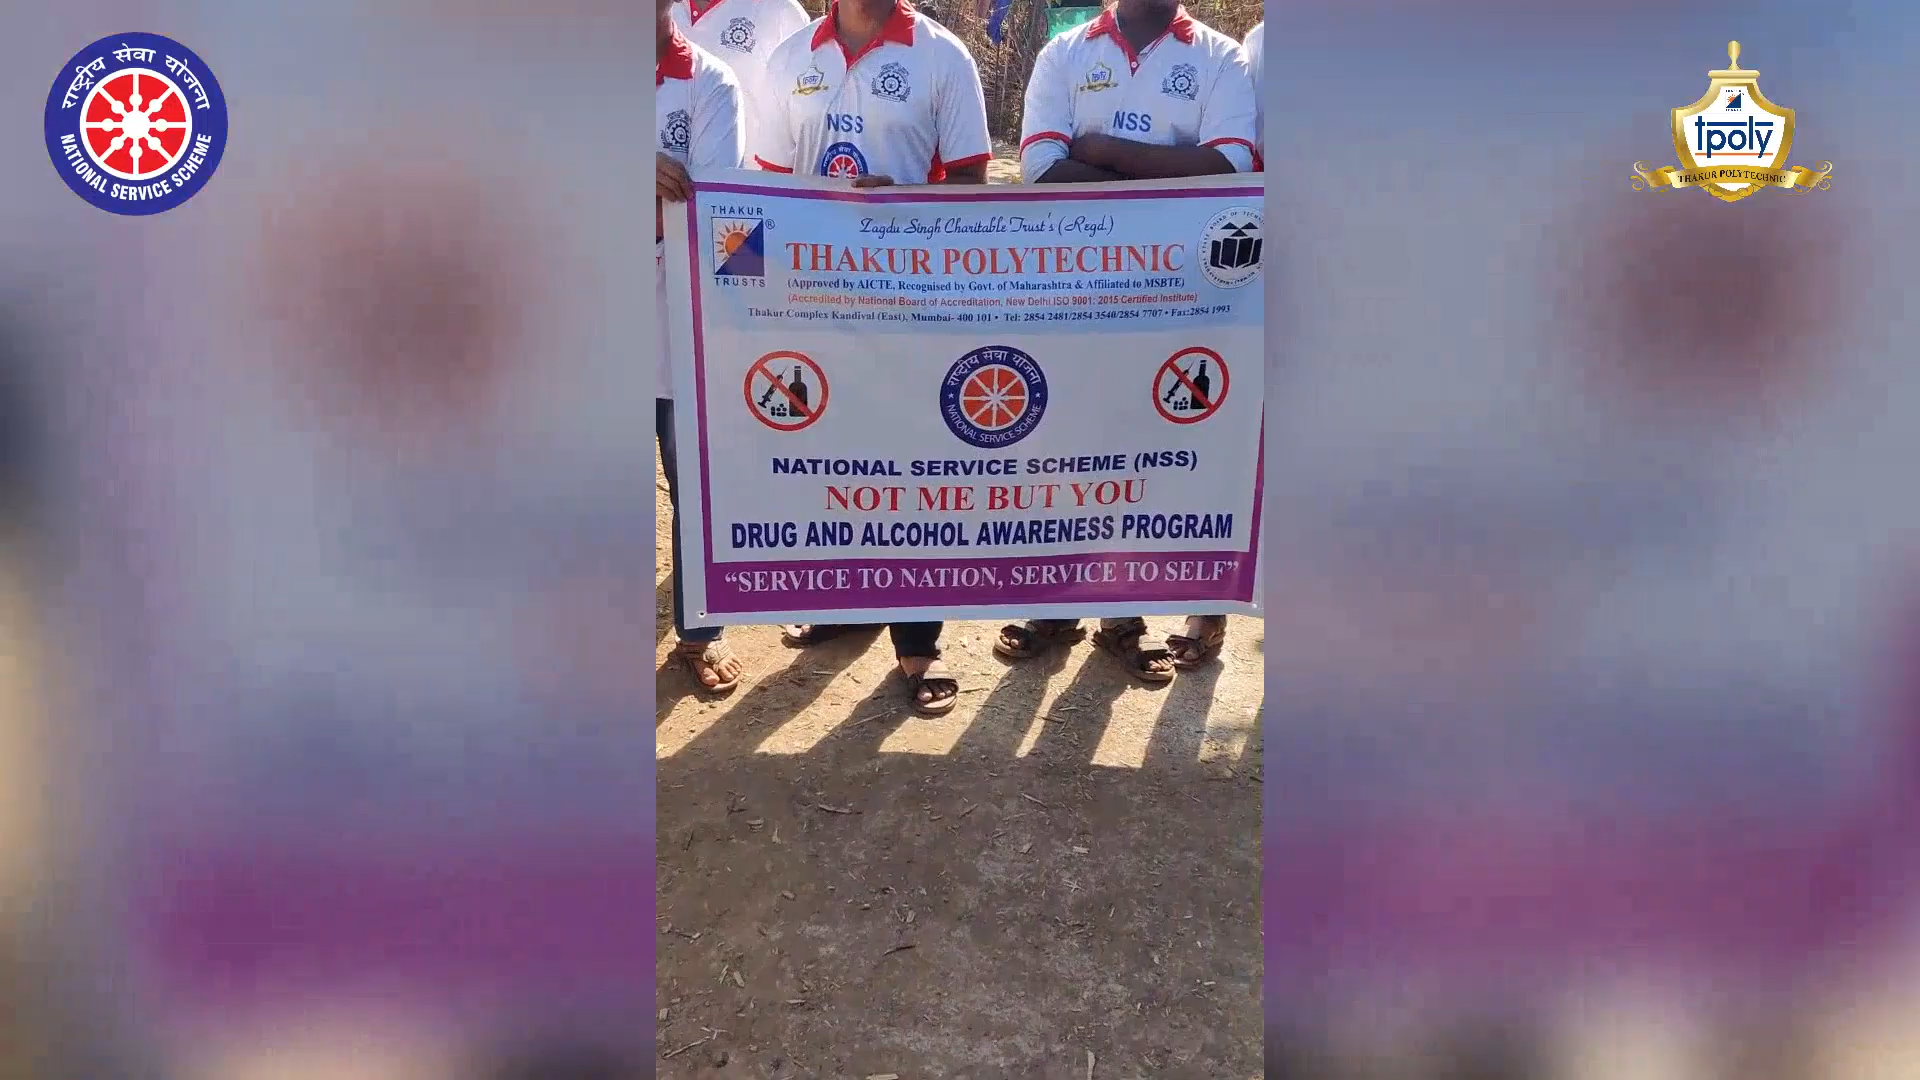 राष्ट्रीय सेवा योजना
NATIONAL SERVICE SCHEME
tpoly
THAKUR POLYTECHNIC
tpoly
NSS
tpoly
NSS
THAKUR
TRUSTS
®
Zagdu Singh Charitable Trust's (Regd.)
THAKUR POLYTECHNIC
(Approved by AICTE, Recognised by Govt. of Maharashtra & Affiliated to MSBTE)
(Accredited by National Board of Accreditation, New Delhi ISO 9001: 2015 Certified Institute)
Thakur Complex Kandival (East), Mumbai- 400 101 • Tel: 2854 2481/2854 3540/2854 7707 • Fax:2854 1993
राष्ट्रीय सेवा योजना
NATIONAL SERVICE SCHEME
NATIONAL SERVICE SCHEME (NSS)
NOT ME BUT YOU
DRUG AND ALCOHOL AWARENESS PROGRAM
“SERVICE TO NATION, SERVICE TO SELF”